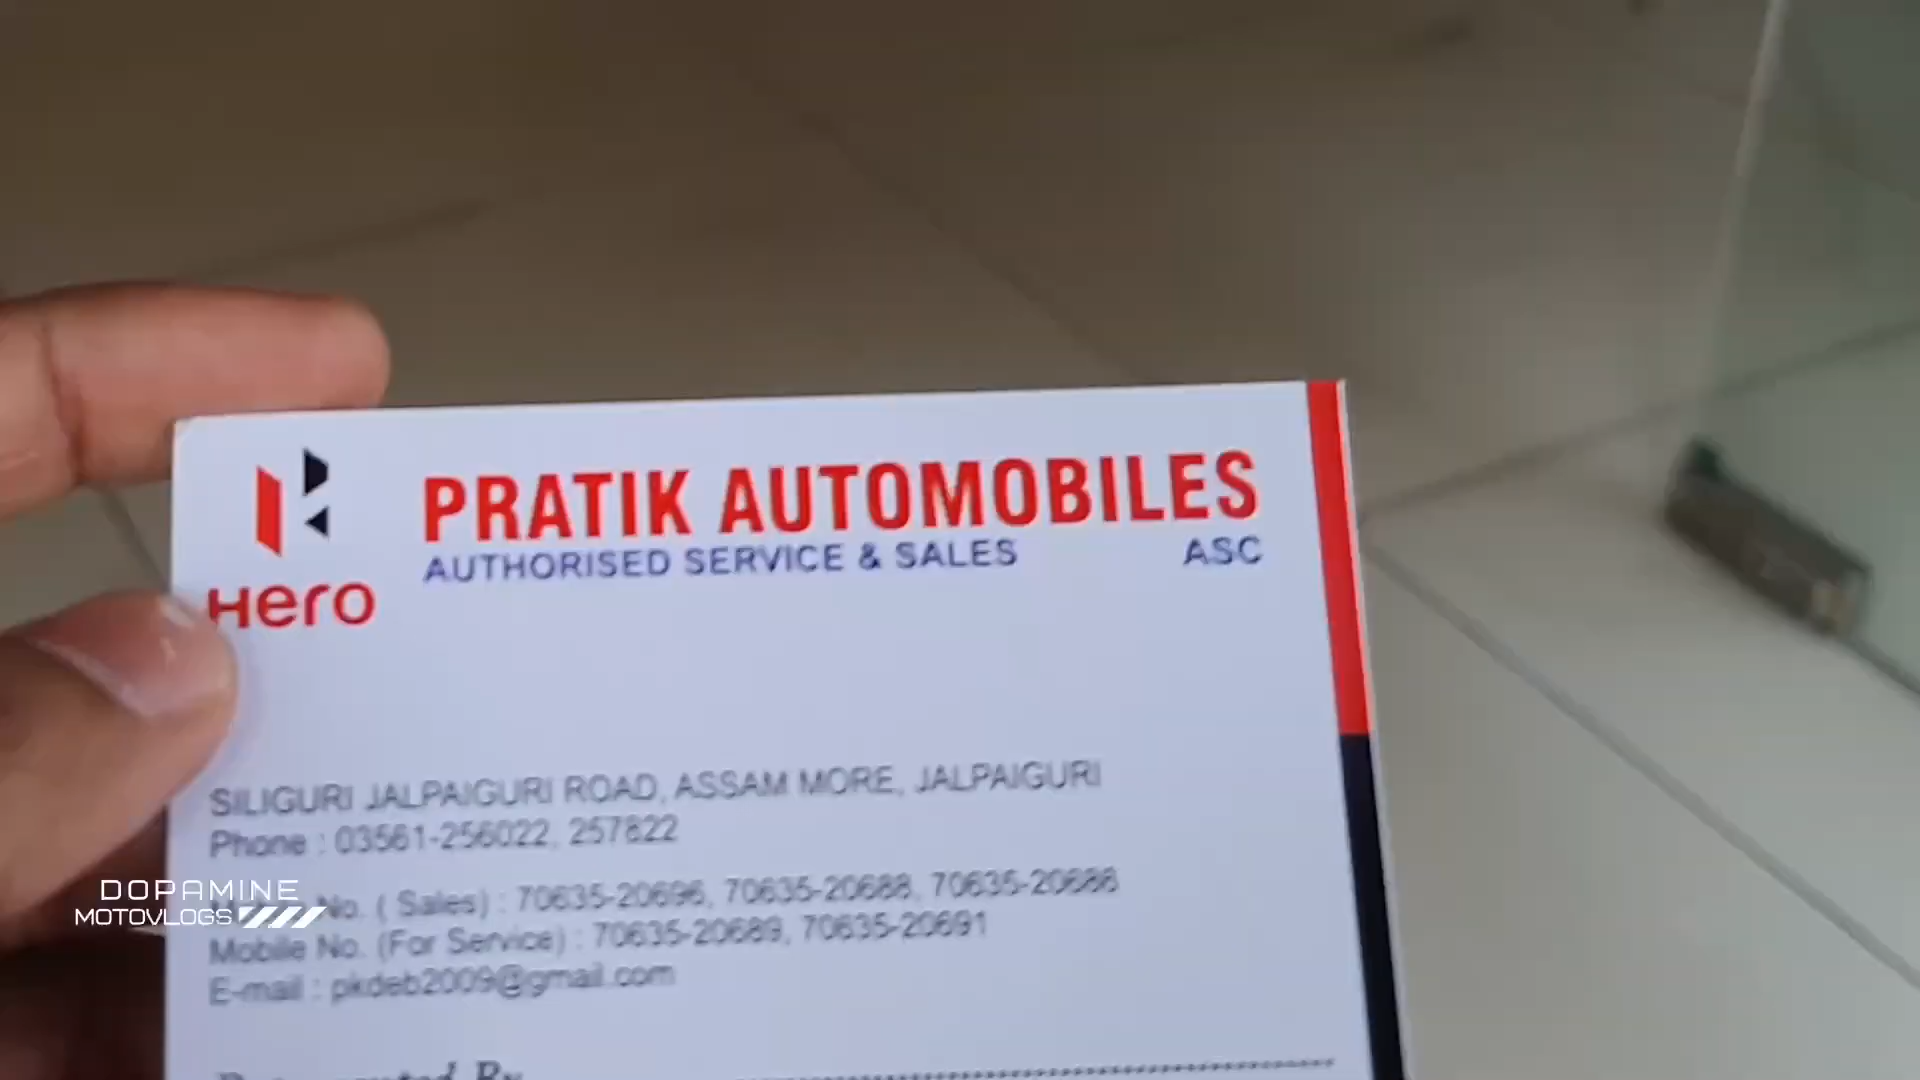 Hero
PRATIK AUTOMOBILES
AUTHORISED SERVICE & SALES ASC
SILIGURI JALPAIGURI ROAD, ASSAM MORE, JALPAIGURI
Phone : 03561-256022, 257822
No. ( Sales) : 70635-20696, 70635-20688, 70635-20686
Mobile No. (For Service) : 70635-20689, 70635-20691
E-mail : pkdeb2009@gmail.com
By
DOPAMINE
MOTOVLOGS